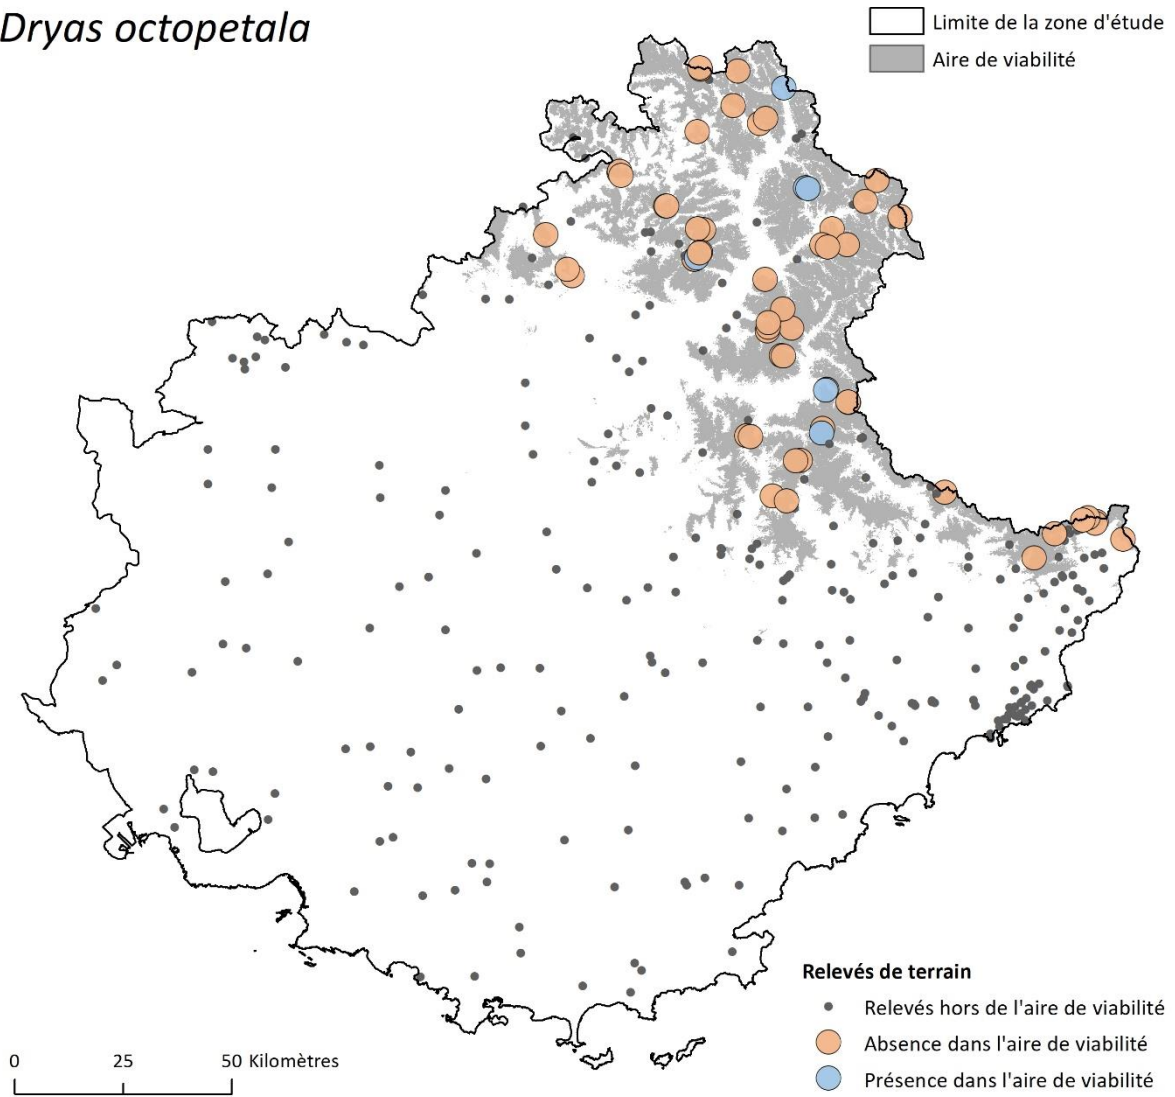 Dryas octopetala
Limite de la zone d'étude
Aire de viabilité
Relevés de terrain
Relevés hors de l'aire de viabilité
Absence dans l'aire de viabilité
Présence dans l'aire de viabilité
0 25 50 Kilomètres